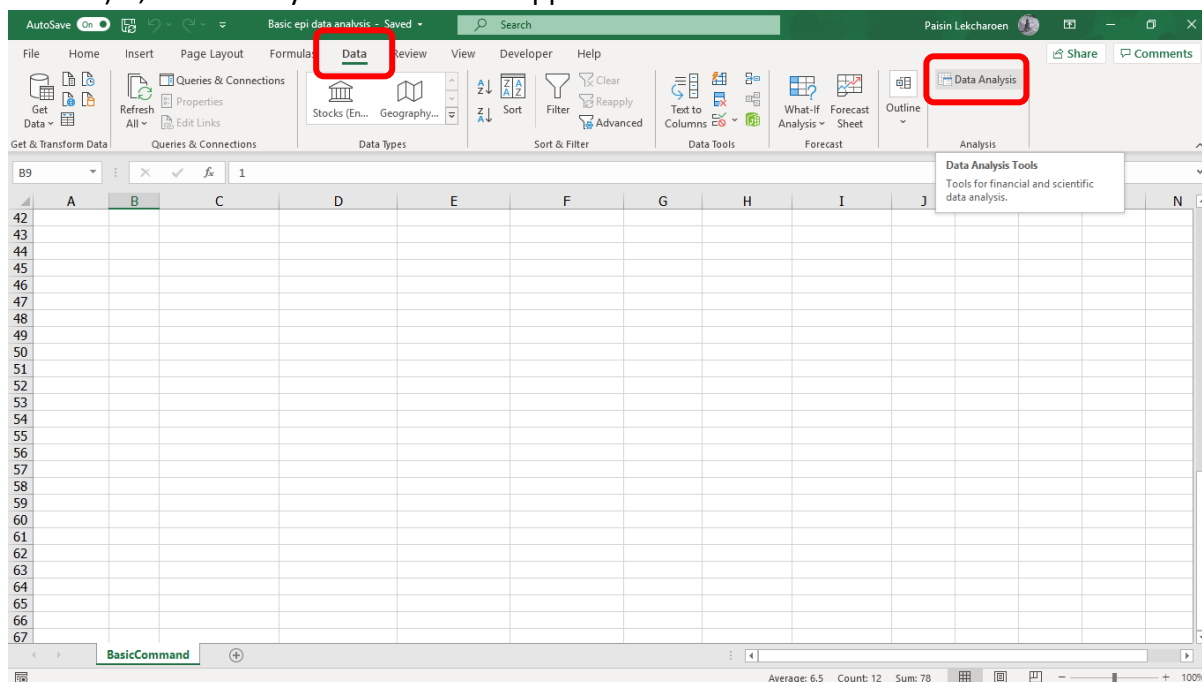 AutoSave On Basic epi data analysis - Saved Search Paisin Lekcharoen
File Home Insert Page Layout Formulas Data Review View Developer Help Share Comments
Get Data
Refresh All
Queries & Connections
Properties
Edit Links
Stocks (En... Geography...
Sort
Filter
Clear
Reapply
Advanced
Text to Columns
What-If Analysis
Forecast Sheet
Outline
Data Analysis
Get & Transform Data Queries & Connections Data Types Sort & Filter Data Tools Forecast Analysis
B9 fx 1
Data Analysis Tools
Tools for financial and scientific
data analysis.
A B C D E F G H I J N
42
43
44
45
46
47
48
49
50
51
52
53
54
55
56
57
58
59
60
61
62
63
64
65
66
67
BasicCommand
Average: 6.5 Count: 12 Sum: 78 100%